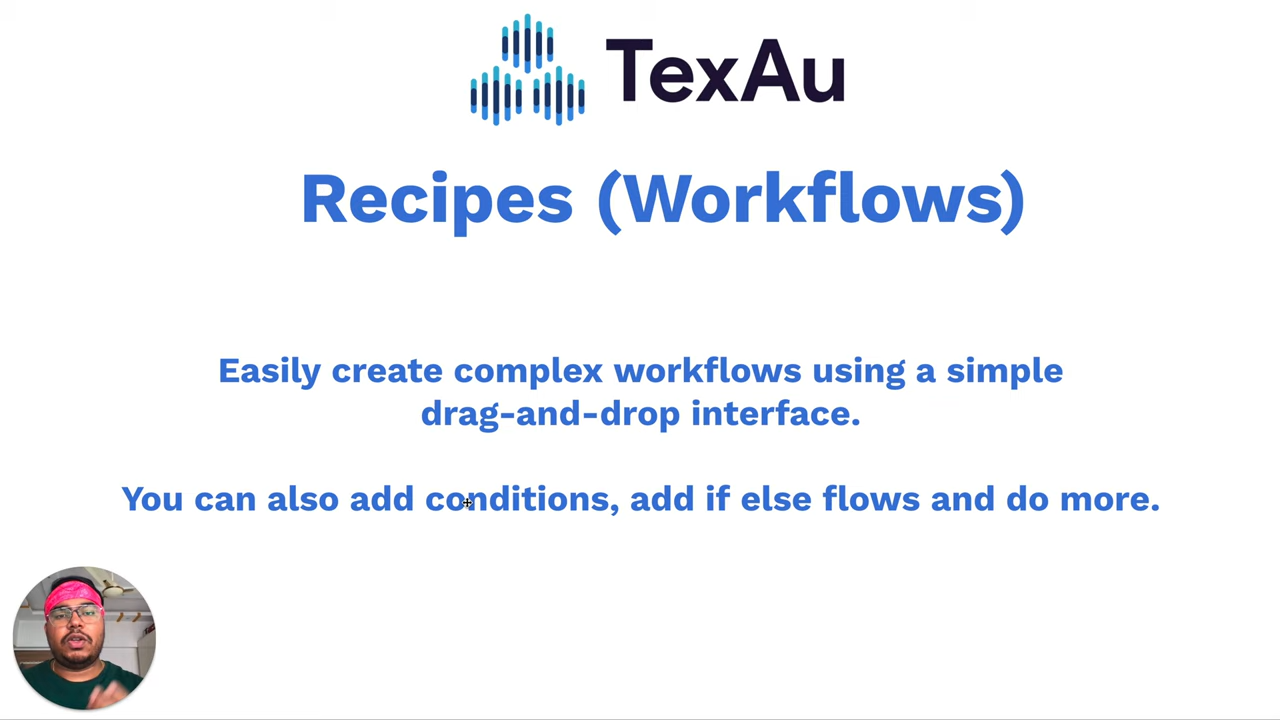 TexAu
Recipes (Workflows)
Easily create complex workflows using a simple
drag-and-drop interface.
You can also add conditions, add if else flows and do more.